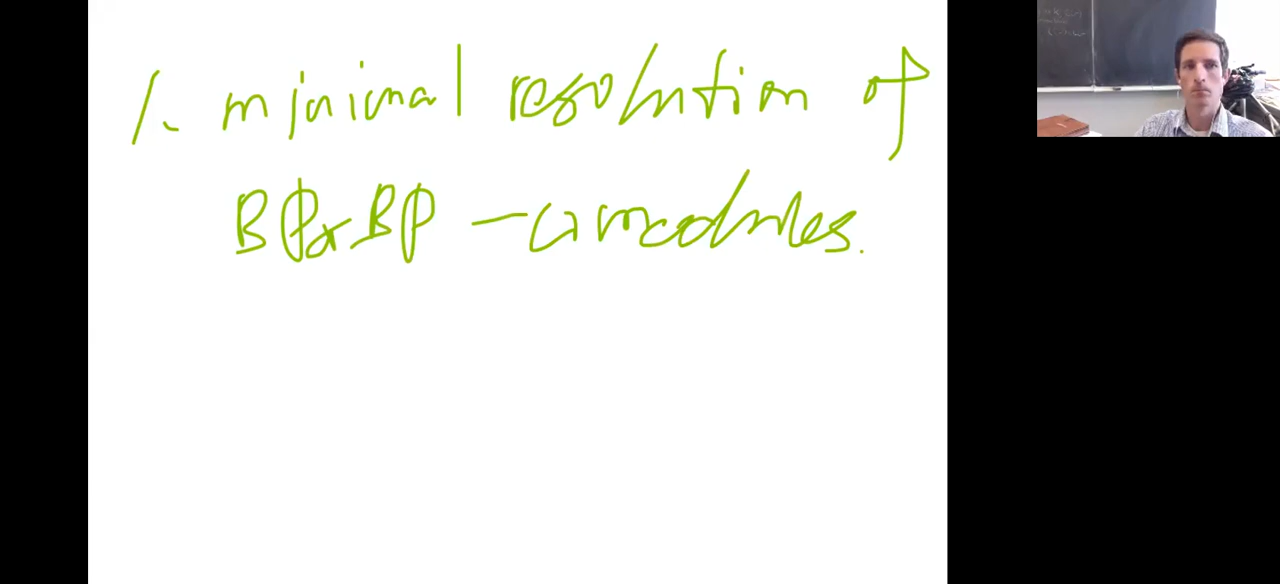 1. minimal resolution of
BP*BP - comodules.